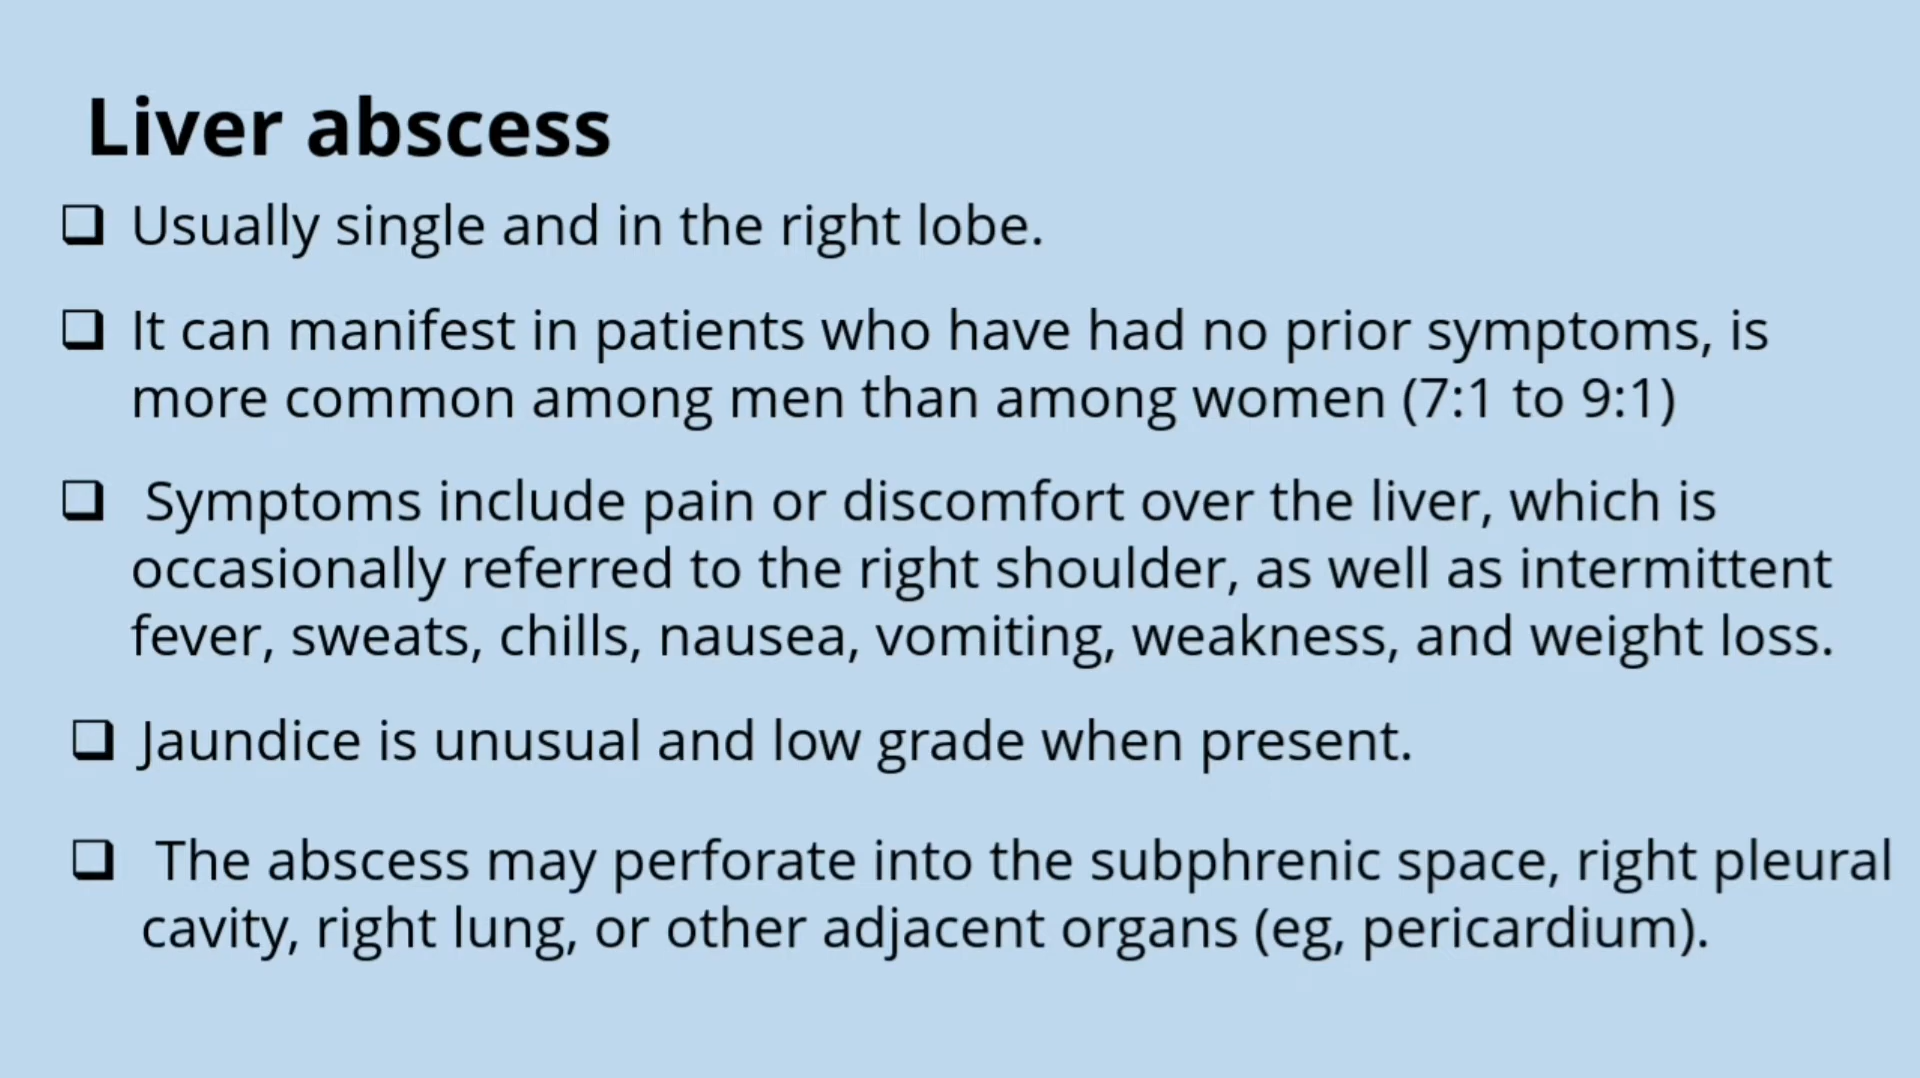 Liver abscess
❑ Usually single and in the right lobe.
❑ It can manifest in patients who have had no prior symptoms, is
more common among men than among women (7:1 to 9:1)
❑ Symptoms include pain or discomfort over the liver, which is
occasionally referred to the right shoulder, as well as intermittent
fever, sweats, chills, nausea, vomiting, weakness, and weight loss.
❑ Jaundice is unusual and low grade when present.
❑ The abscess may perforate into the subphrenic space, right pleural
cavity, right lung, or other adjacent organs (eg, pericardium).